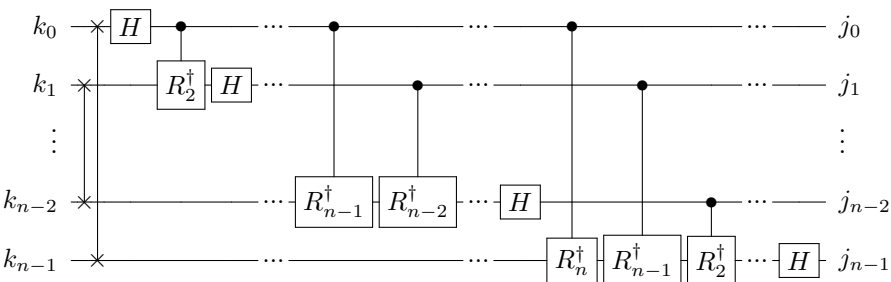 k_0 H ... ... ... ... j_0
k_1 R_2^† H ... ... ... ... j_1
⋮ ⋮
k_{n-2} ... R_{n-1}^† R_{n-2}^† ... H ... j_{n-2}
k_{n-1} ... ... R_n^† R_{n-1}^† R_2^† ... H j_{n-1}